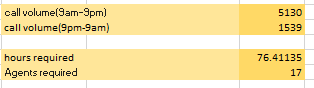 call volume(9am-9pm) 5130
call volume(9pm-9am) 1539
hours required 76.41135
Agents required 17